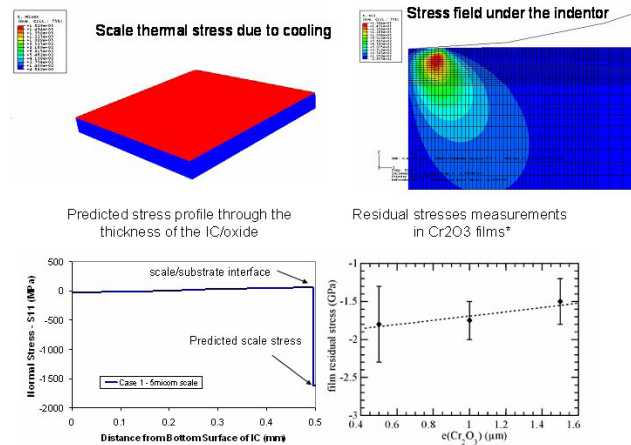 Scale thermal stress due to cooling
Stress field under the indentor
Predicted stress profile through the
thickness of the IC/oxide
Residual stresses measurements
in Cr2O3 films*
Normal Stress - S11 (MPa)
500
0
-500
-1000
-1500
-2000
scale/substrate interface
Predicted scale stress
Case 1 - 5micorn scale
0
0.1
0.2
0.3
0.4
0.5
Distance from Bottom Surface of IC (mm)
film residual stress (GPa)
-1
-1.5
-2
-2.5
-3
0.4
0.6
0.8
1
1.2
1.4
1.6
e(Cr2O3) (µm)